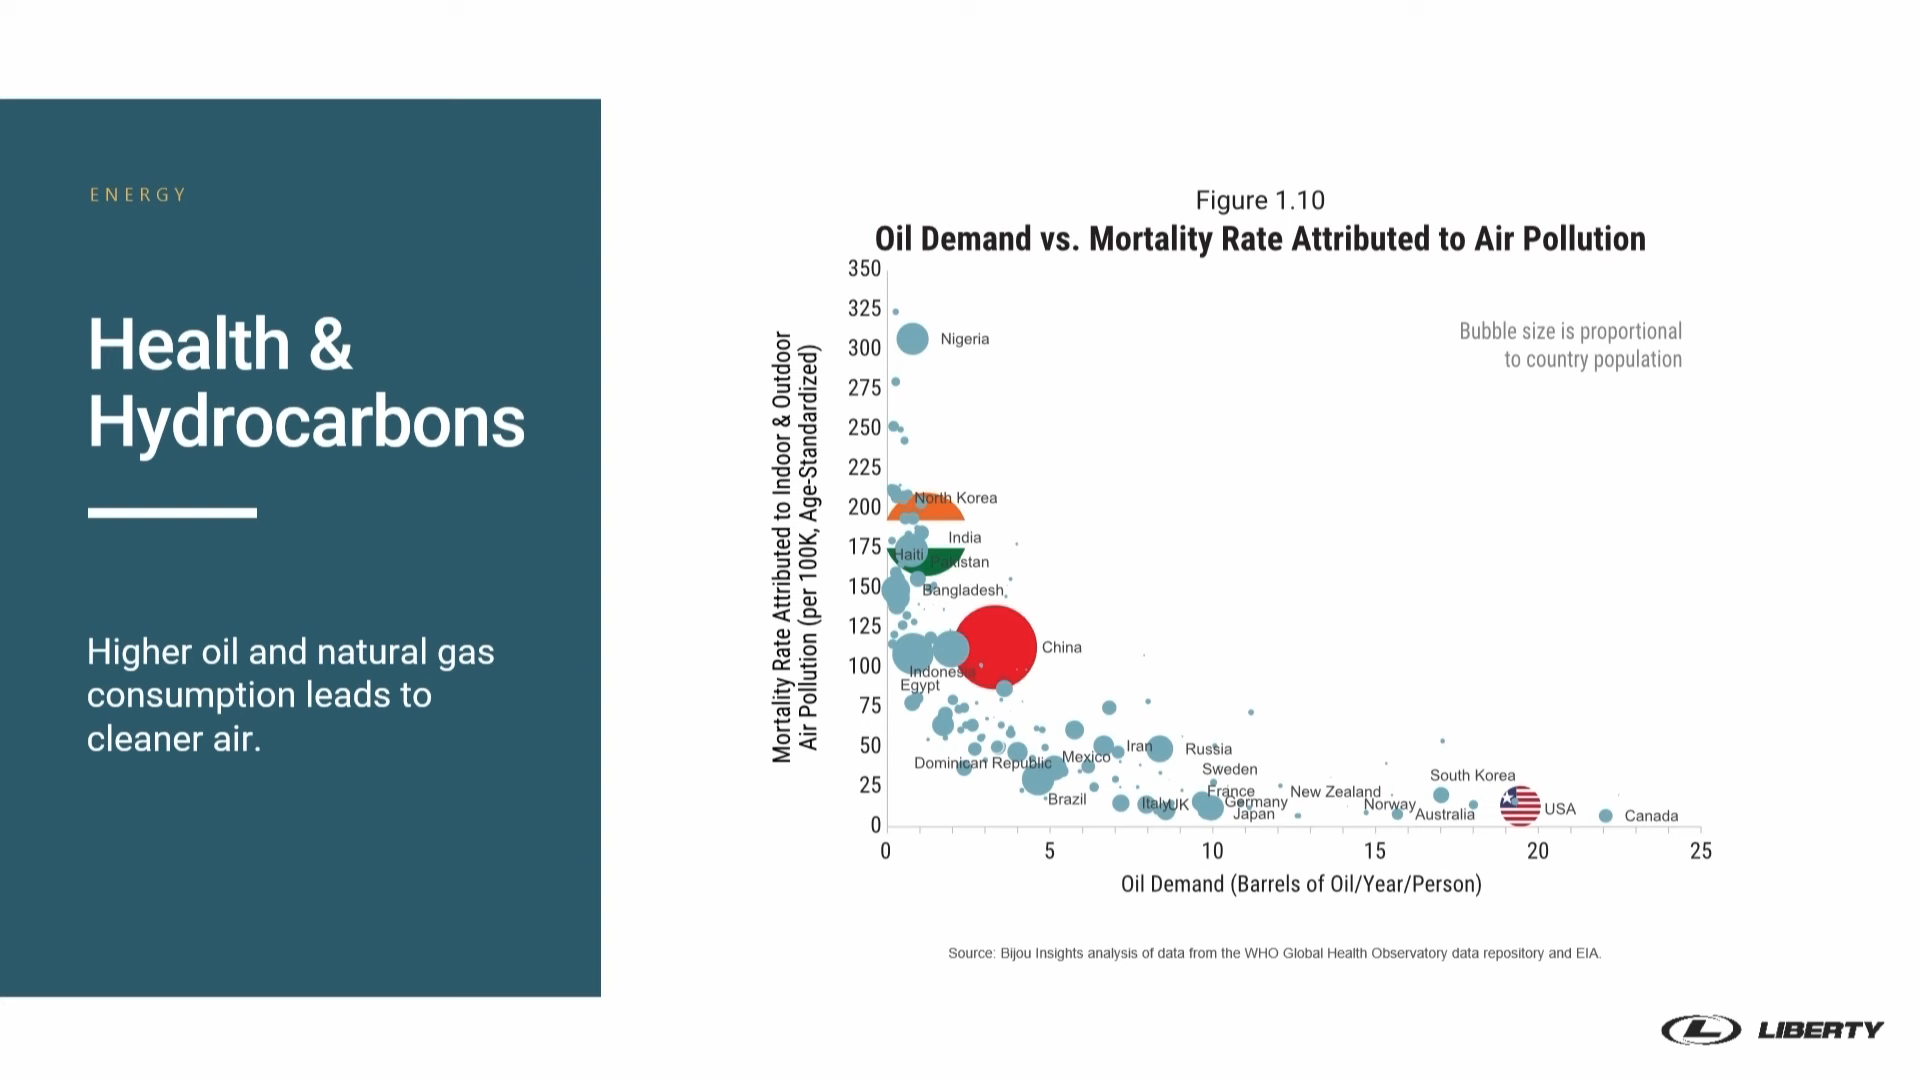 ENERGY
Health &
Hydrocarbons
Higher oil and natural gas
consumption leads to
cleaner air.
Figure 1.10
Oil Demand vs. Mortality Rate Attributed to Air Pollution
Bubble size is proportional
to country population
Mortality Rate Attributed to Indoor & Outdoor
Air Pollution (per 100K, Age-Standardized)
350
325
300
275
250
225
200
175
150
125
100
75
50
25
0
Nigeria
North Korea
India
Haiti
Pakistan
Bangladesh
China
Indonesia
Egypt
Dominican Republic
Mexico
Iran
Russia
Sweden
Brazil
Italy
UK
France
Germany
Japan
New Zealand
Norway
Australia
South Korea
USA
Canada
0 5 10 15 20 25
Oil Demand (Barrels of Oil/Year/Person)
Source: Bijou Insights analysis of data from the WHO Global Health Observatory data repository and EIA.
LIBERTY